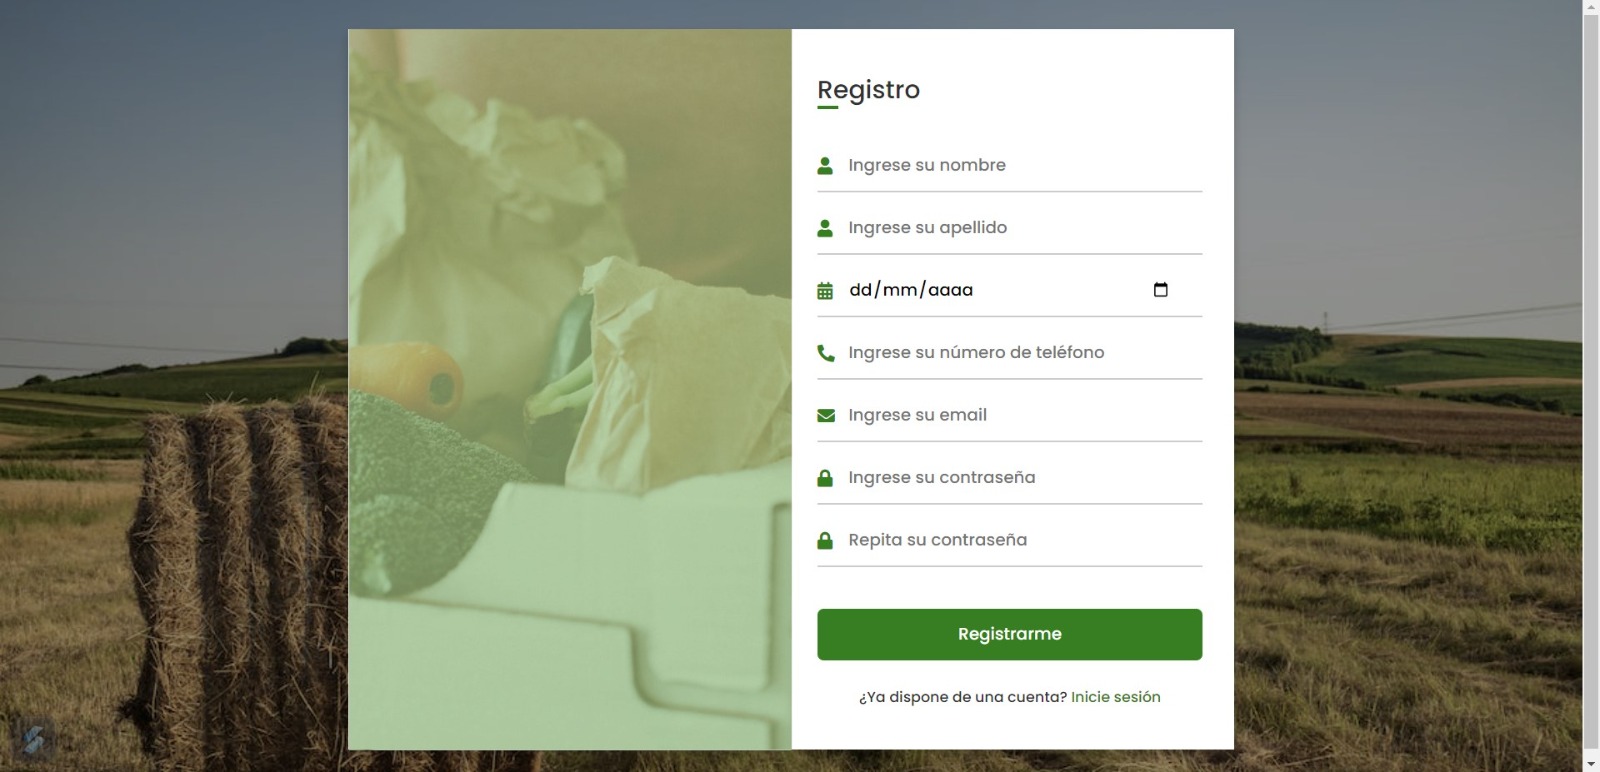 Registro
Ingrese su nombre
Ingrese su apellido
dd/mm/aaaa
Ingrese su número de teléfono
Ingrese su email
Ingrese su contraseña
Repita su contraseña
Registrarme
¿Ya dispone de una cuenta? Inicie sesión